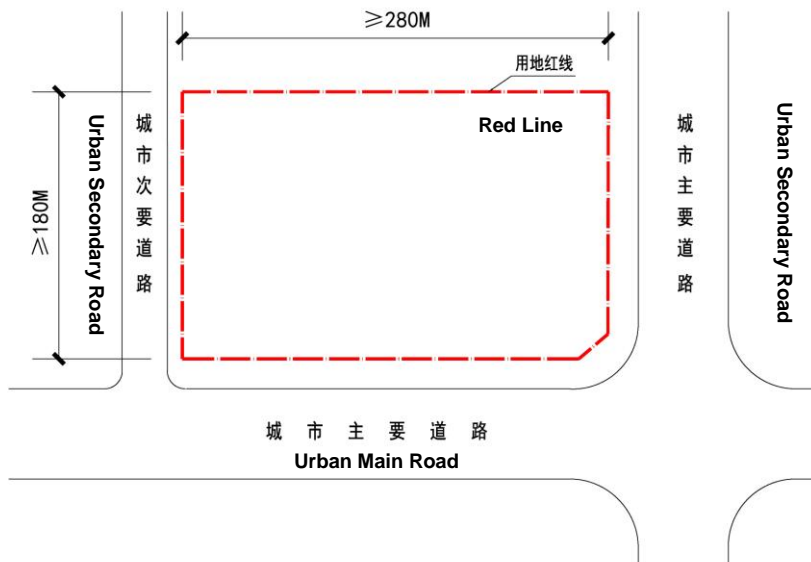 ≥280M
用地红线
Red Line
≥180M
Urban Secondary Road
城市次要道路
城市主要道路
Urban Secondary Road
城市主要道路
Urban Main Road